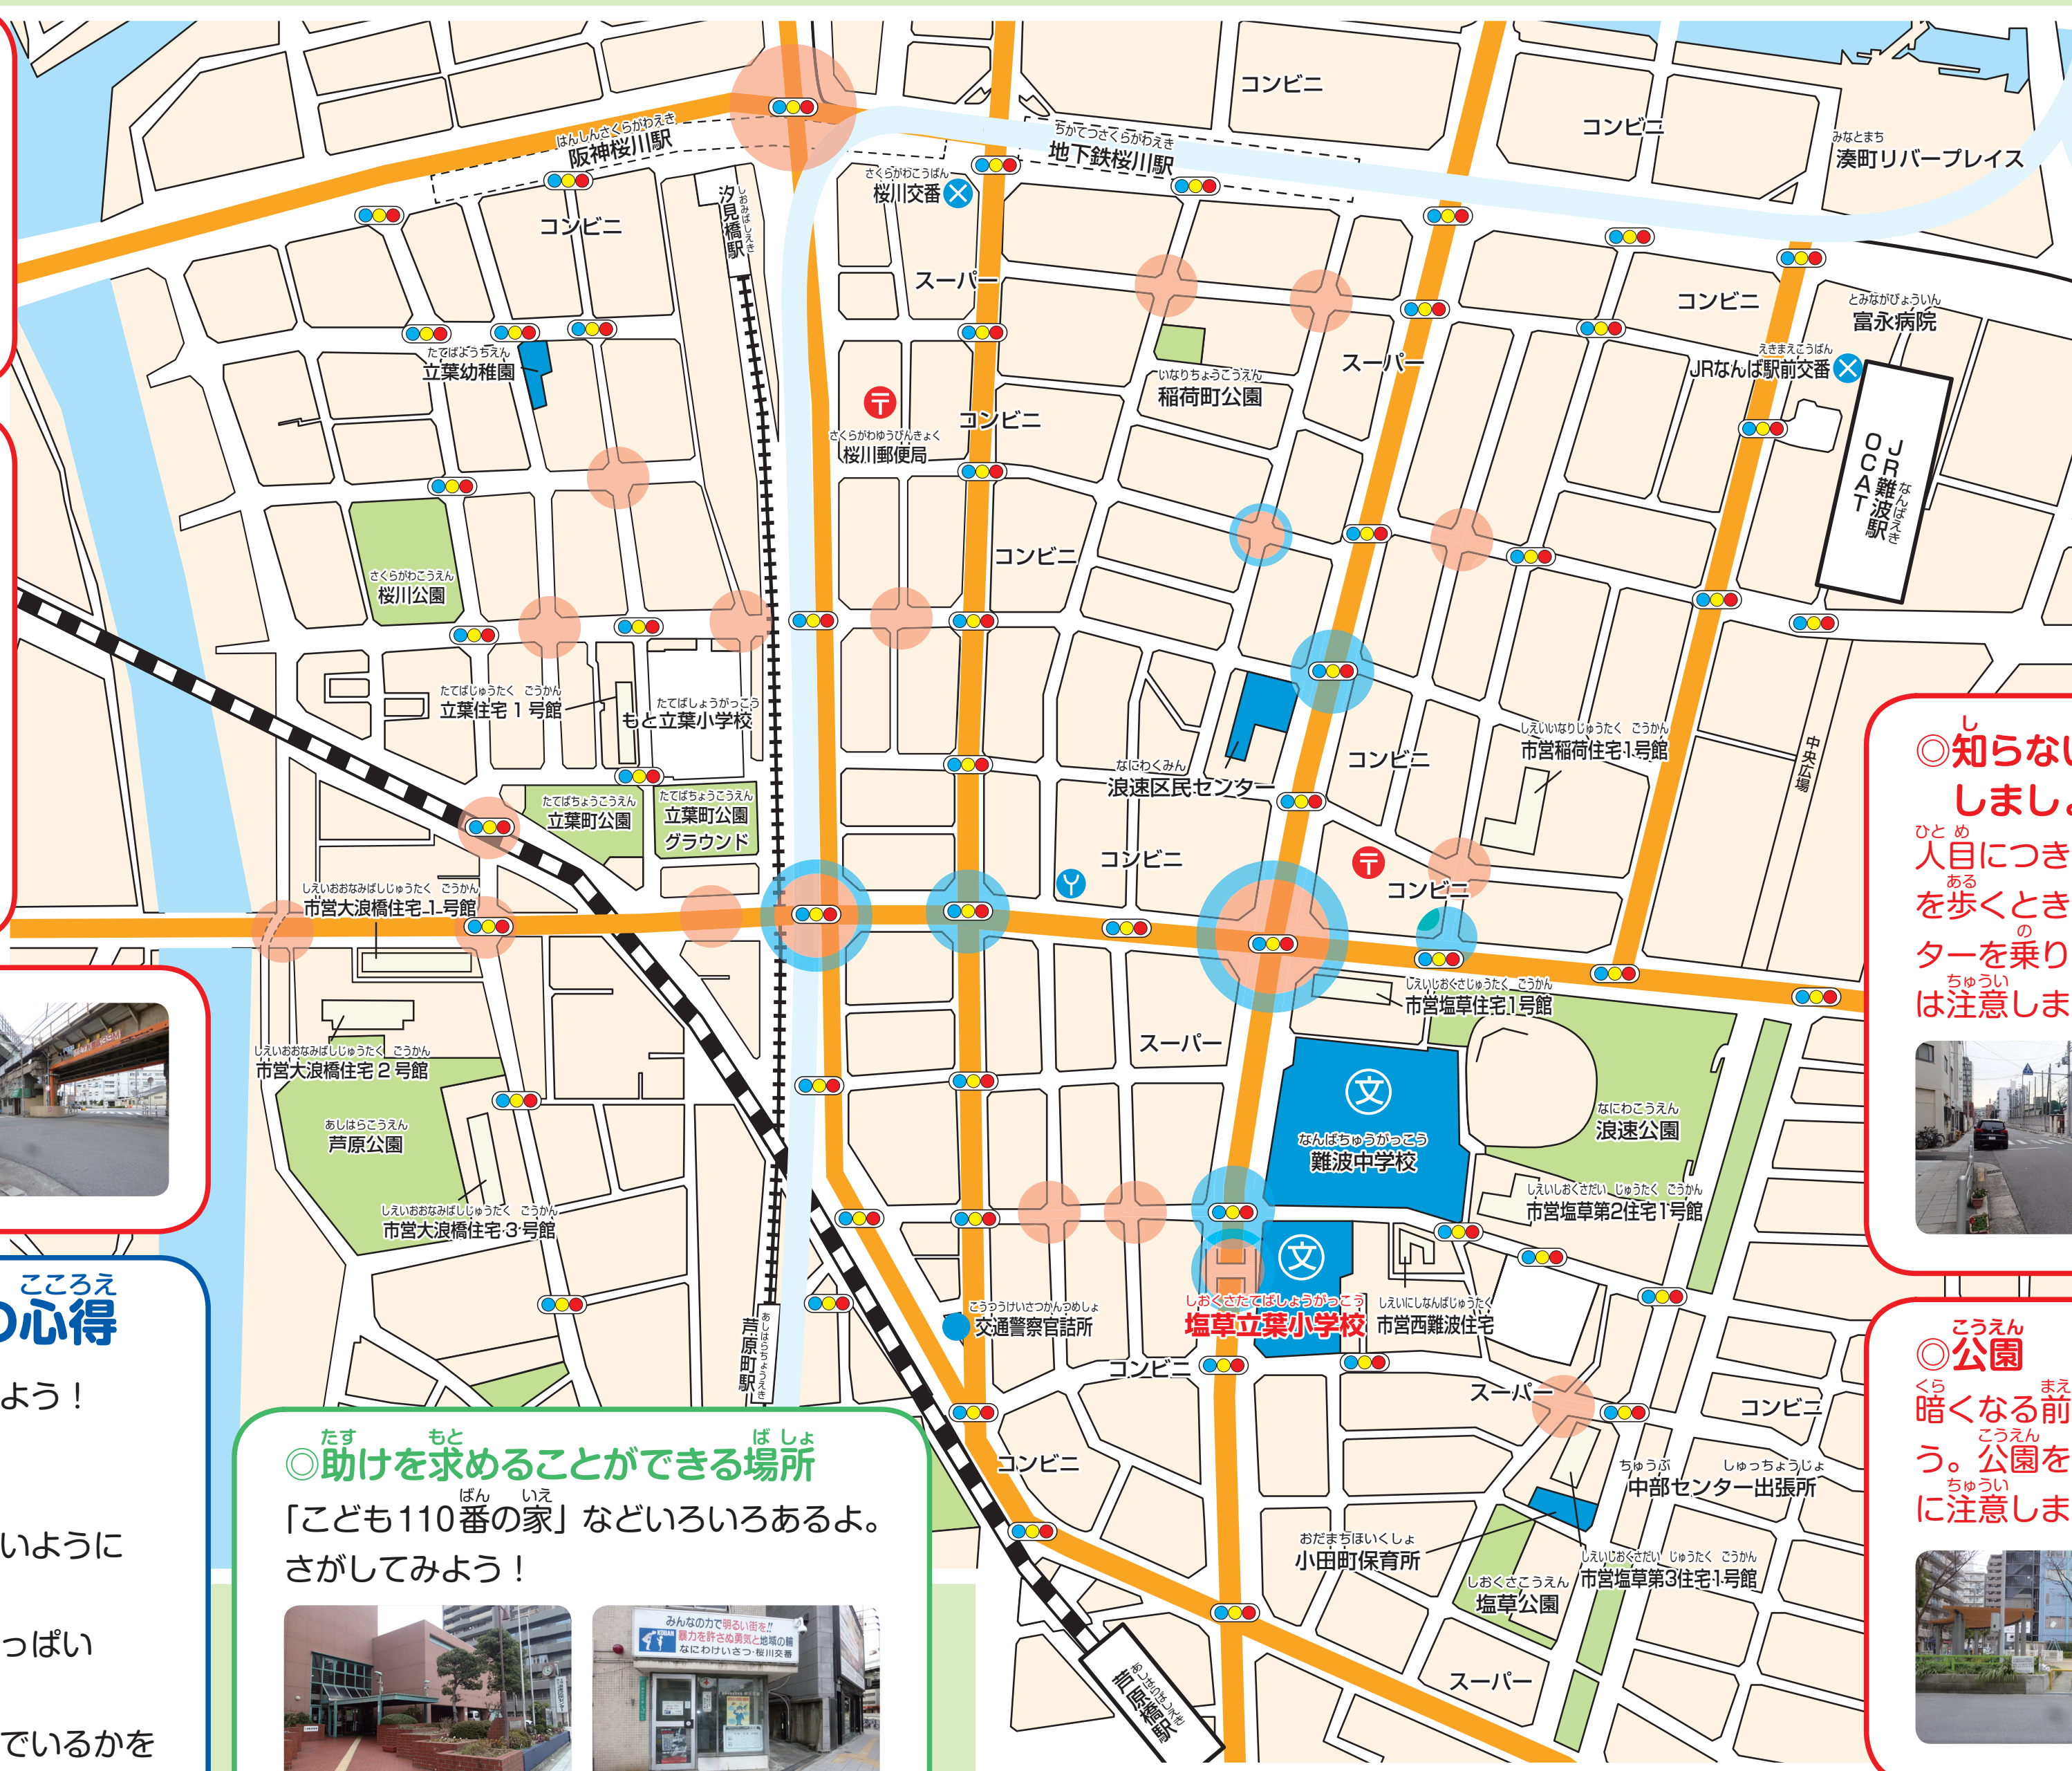 コンビニ
コンビニ
みなとまち
湊町リバープレイス
はんしんさくらがわえき
阪神桜川駅
ちかてつさくらがわえき
地下鉄桜川駅
さくらがわこうばん
桜川交番
しおみばしえき
汐見橋駅
コンビニ
スーパー
コンビニ
とみながびょういん
富永病院
えきまえこうばん
JRなんば駅前交番
たてばようちえん
立葉幼稚園
スーパー
いなりちょうこうえん
稲荷町公園
さくらがわゆうびんきょく
桜川郵便局
コンビニ
JR難波駅
なんばえき
OCAT
コンビニ
さくらがわこうえん
桜川公園
たてばじゅうたく ごうかん
立葉住宅1号館
たてばしょうがっこう
もと立葉小学校
しえいいなりじゅうたく ごうかん
市営稲荷住宅1号館
中央広場
なにわくみん
浪速区民センター
コンビニ
たてばちょうこうえん
立葉町公園
たてばちょうこうえん
立葉町公園
グラウンド
コンビニ
コンビニ
しえいおおなみばしじゅうたく ごうかん
市営大浪橋住宅1号館
しえいしおくさじゅうたく ごうかん
市営塩草住宅1号館
しえいおおなみばしじゅうたく ごうかん
市営大浪橋住宅2号館
スーパー
文
なんばちゅうがっこう
難波中学校
なにわこうえん
浪速公園
あしはらこうえん
芦原公園
しえいおおなみばしじゅうたく ごうかん
市営大浪橋住宅3号館
しえいしおくさだい じゅうたく ごうかん
市営塩草第2住宅1号館
文
しおくさたてばしょうがっこう
塩草立葉小学校
しえいにしなんばじゅうたく
市営西難波住宅
こうつうけいさつかんつめしょ
交通警察官詰所
あしはらちょうえき
芦原町駅
コンビニ
スーパー
コンビニ
コンビニ
ちゅうぶ しゅっちょうじょ
中部センター出張所
おだまちほいくしょ
小田町保育所
しえいしおくさだい じゅうたく ごうかん
市営塩草第3住宅1号館
しおくさこうえん
塩草公園
スーパー
あしはらばしえき
芦原橋駅
し
◎知らない
しましょ
ひと め
人目につき
ある
を歩くとき
の
ターを乗り
ちゅうい
は注意しま
こうえん
◎公園
くら まえ
暗くなる前
こうえん
う。公園を
ちゅうい
に注意しま
こころえ
の心得
よう！
いように
っぱい
でいるかを
たす もと ば しょ
◎助けを求めることができる場所
ばん いえ
「こども110番の家」などいろいろあるよ。
さがしてみよう！
みんなの力で明るい街を!!
KOBAN
暴力を許さぬ勇気と地域の輪
なにわけいさつ・桜川交番